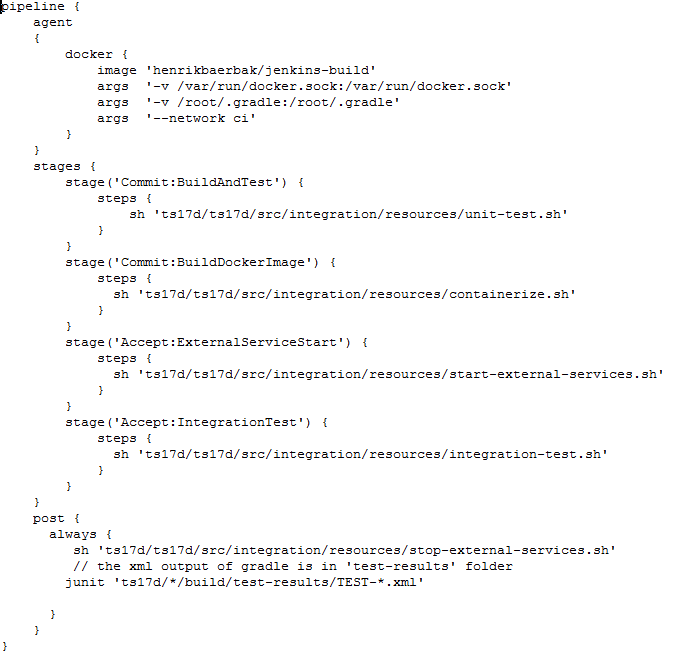 pipeline {
    agent
    {
        docker {
            image 'henrikbaerbak/jenkins-build'
            args  '-v /var/run/docker.sock:/var/run/docker.sock'
            args  '-v /root/.gradle:/root/.gradle'
            args  '--network ci'
        }
    }
    stages {
        stage('Commit:BuildAndTest') {
            steps {
                sh 'ts17d/ts17d/src/integration/resources/unit-test.sh'
            }
        }
        stage('Commit:BuildDockerImage') {
            steps {
              sh 'ts17d/ts17d/src/integration/resources/containerize.sh'
            }
        }
        stage('Accept:ExternalServiceStart') {
            steps {
              sh 'ts17d/ts17d/src/integration/resources/start-external-services.sh'
            }
        }
        stage('Accept:IntegrationTest') {
            steps {
              sh 'ts17d/ts17d/src/integration/resources/integration-test.sh'
            }
        }
    }
    post {
      always {
         sh 'ts17d/ts17d/src/integration/resources/stop-external-services.sh'
         // the xml output of gradle is in 'test-results' folder
        junit 'ts17d/*/build/test-results/TEST-*.xml'

      }
    }
}